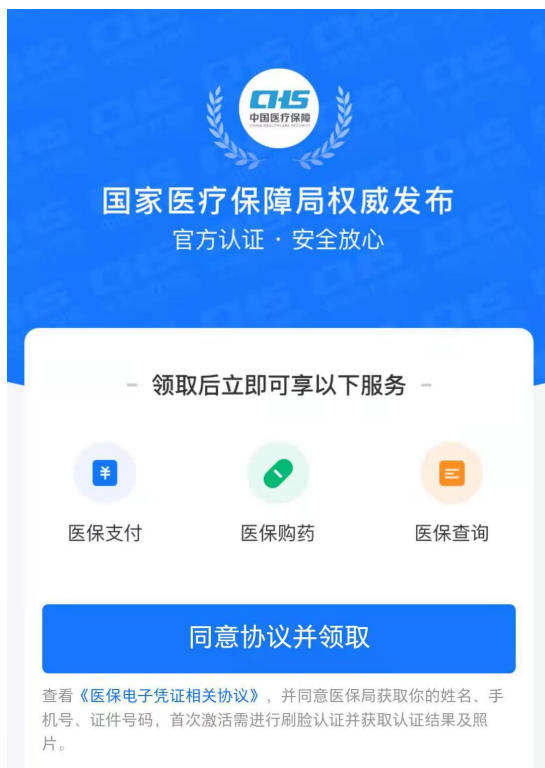 CHS
中国医疗保障
CHINA HEALTHCARE SECURITY
国家医疗保障局权威发布
官方认证 · 安全放心
- 领取后立即可享以下服务 -
¥
医保支付 医保购药 医保查询
同意协议并领取
查看《医保电子凭证相关协议》，并同意医保局获取你的姓名、手
机号、证件号码，首次激活需进行刷脸认证并获取认证结果及照
片。